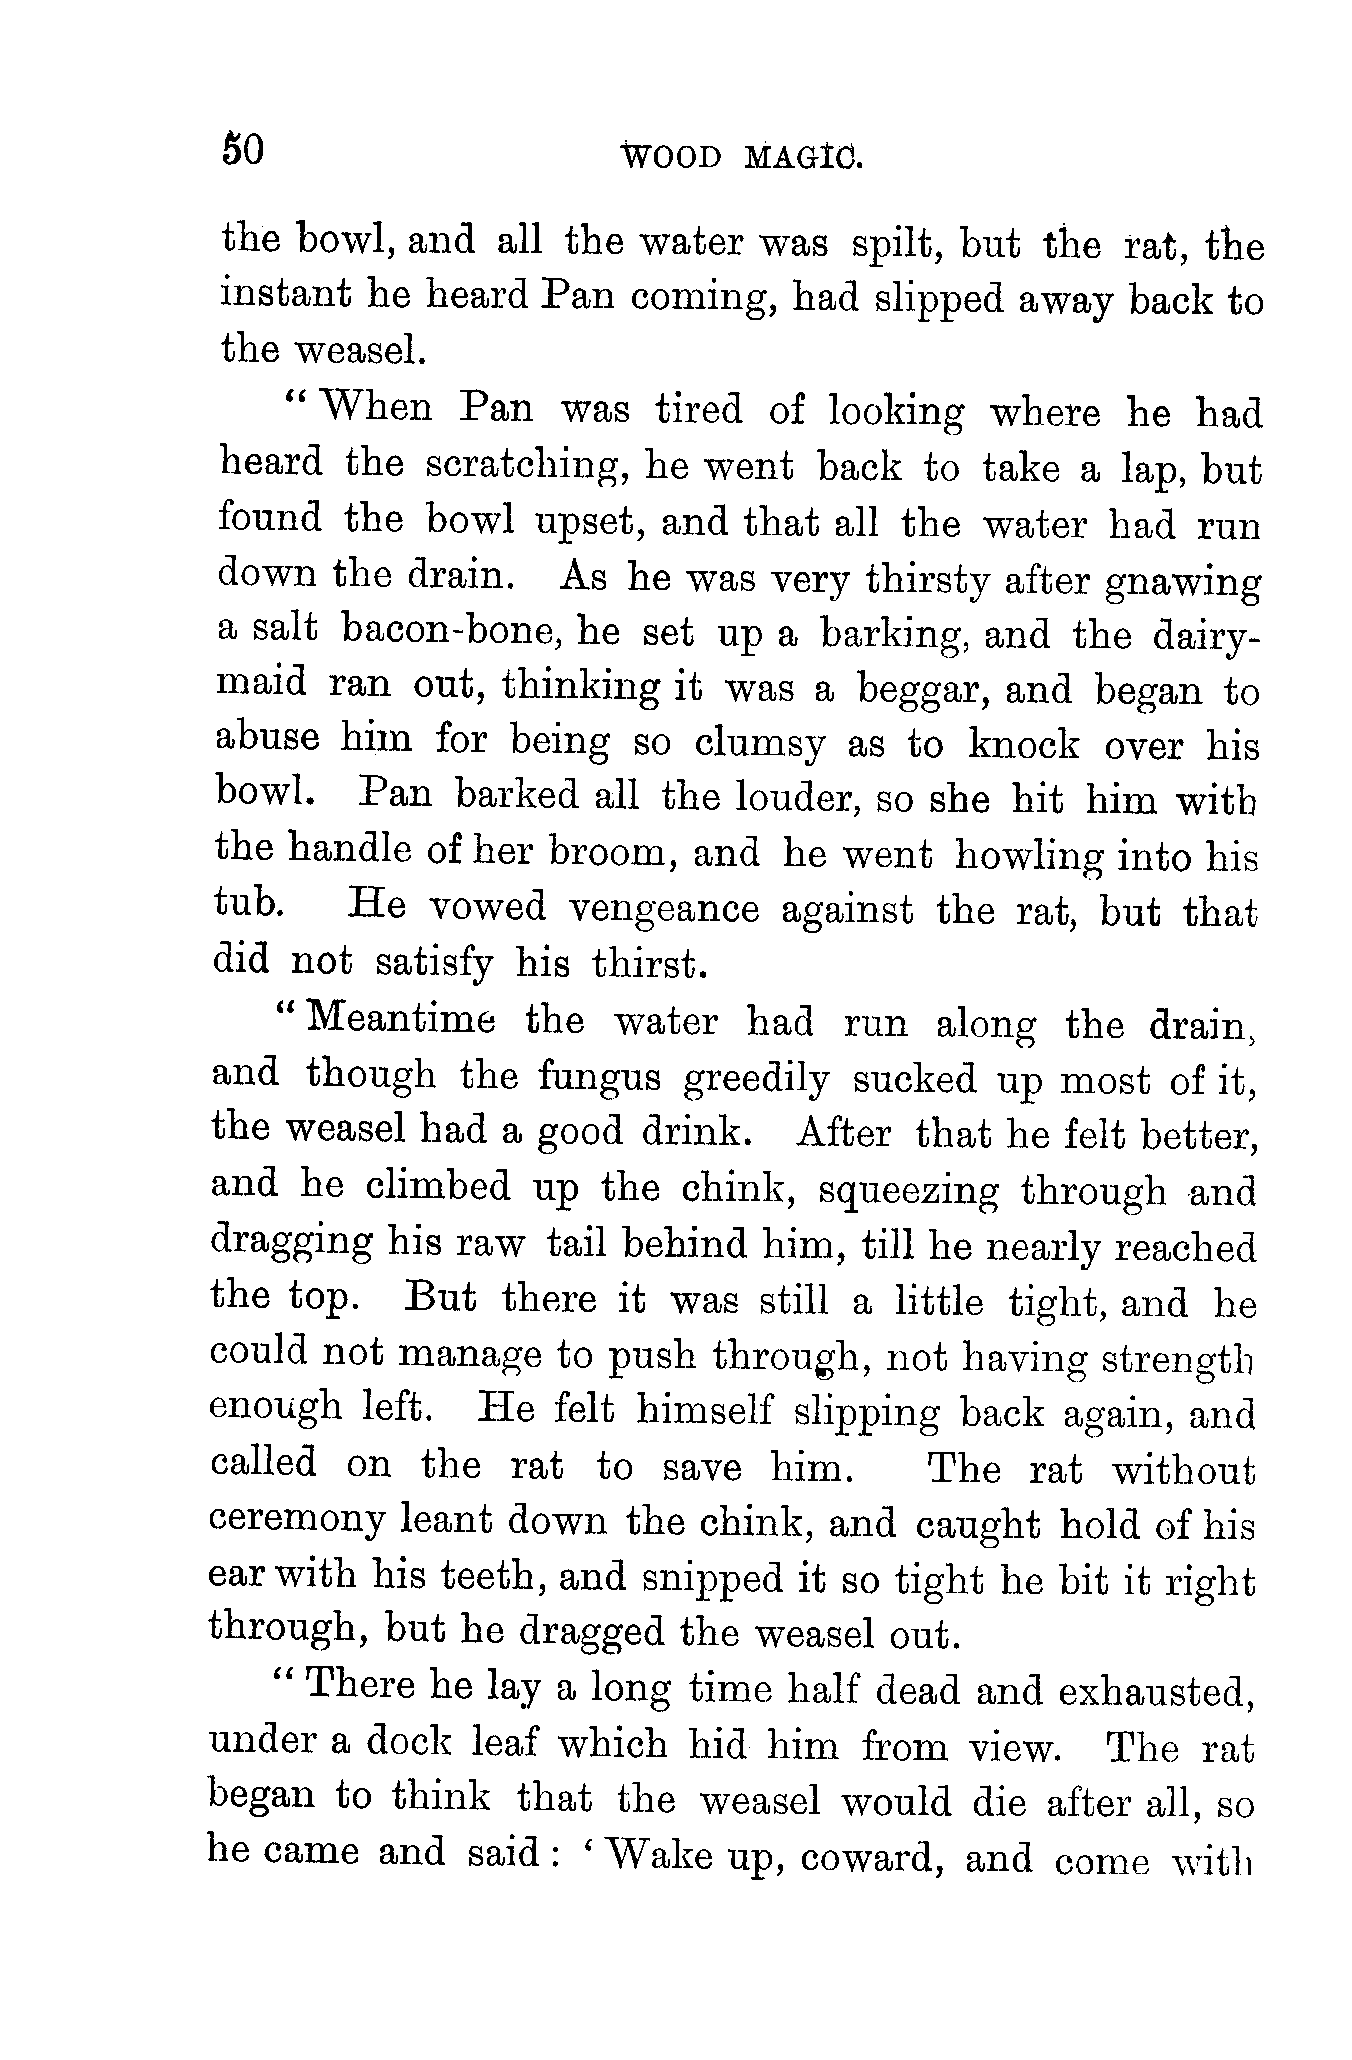 50 WOOD MAGIC.
the bowl, and all the water was spilt, but the rat, the
instant he heard Pan coming, had slipped away back to
the weasel.
“ When Pan was tired of looking where he had
heard the scratching, he went back to take a lap, but
found the bowl upset, and that all the water had run
down the drain. As he was very thirsty after gnawing
a salt bacon-bone, he set up a barking, and the dairy-
maid ran out, thinking it was a beggar, and began to
abuse him for being so clumsy as to knock over his
bowl. Pan barked all the louder, so she hit him with
the handle of her broom, and he went howling into his
tub. He vowed vengeance against the rat, but that
did not satisfy his thirst.
“ Meantime the water had run along the drain,
and though the fungus greedily sucked up most of it,
the weasel had a good drink. After that he felt better,
and he climbed up the chink, squeezing through and
dragging his raw tail behind him, till he nearly reached
the top. But there it was still a little tight, and he
could not manage to push through, not having strength
enough left. He felt himself slipping back again, and
called on the rat to save him. The rat without
ceremony leant down the chink, and caught hold of his
ear with his teeth, and snipped it so tight he bit it right
through, but he dragged the weasel out.
“ There he lay a long time half dead and exhausted,
under a dock leaf which hid him from view. The rat
began to think that the weasel would die after all, so
he came and said : ‘ Wake up, coward, and come with